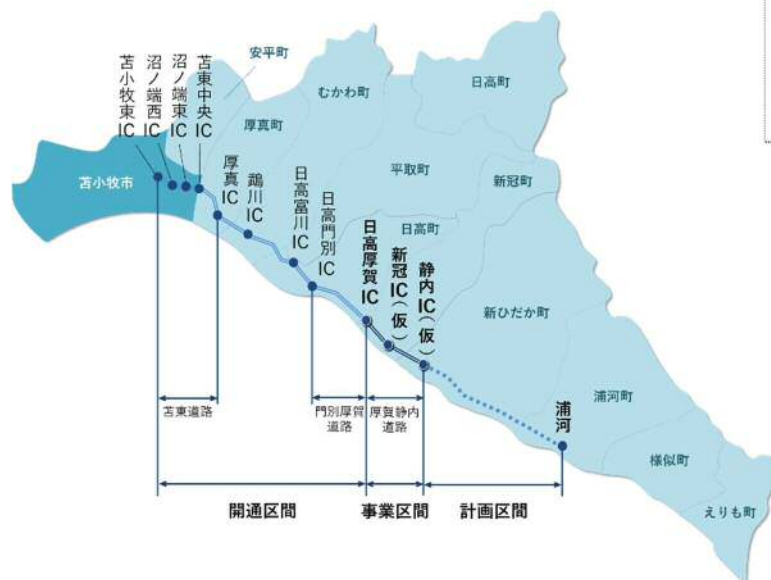 安平町
日高町
むかわ町
厚真町
平取町
新冠町
日高町
新ひだか町
浦河町
様似町
えりも町
苫小牧市
苫小牧東IC
沼ノ端西IC
沼ノ端東IC
苫東中央IC
厚真IC
鵡川IC
日高富川IC
日高門別IC
日高厚賀IC
新冠IC(仮)
静内IC(仮)
浦河
苫東道路
門別厚賀
道路
厚賀静内
道路
開通区間
事業区間
計画区間